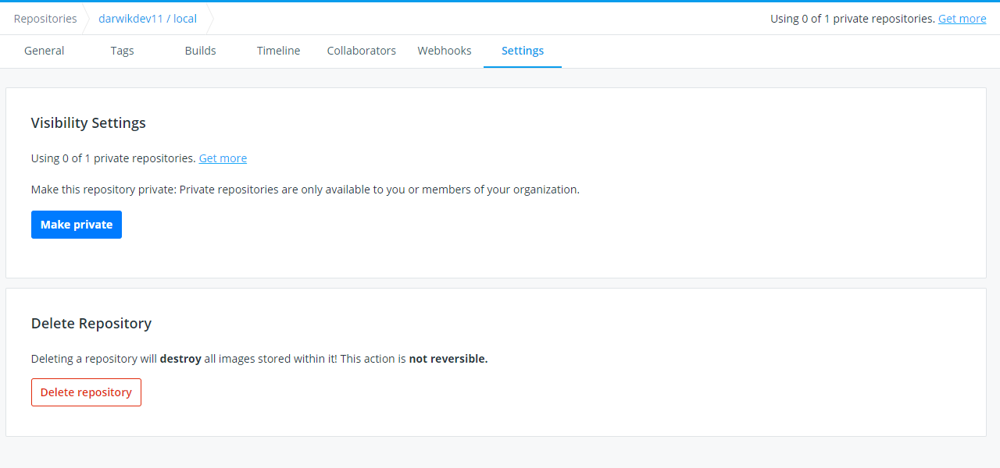 Repositories darwikdev11 / local Using 0 of 1 private repositories. Get more
General Tags Builds Timeline Collaborators Webhooks Settings
Visibility Settings
Using 0 of 1 private repositories. Get more
Make this repository private: Private repositories are only available to you or members of your organization.
Make private
Delete Repository
Deleting a repository will destroy all images stored within it! This action is not reversible.
Delete repository